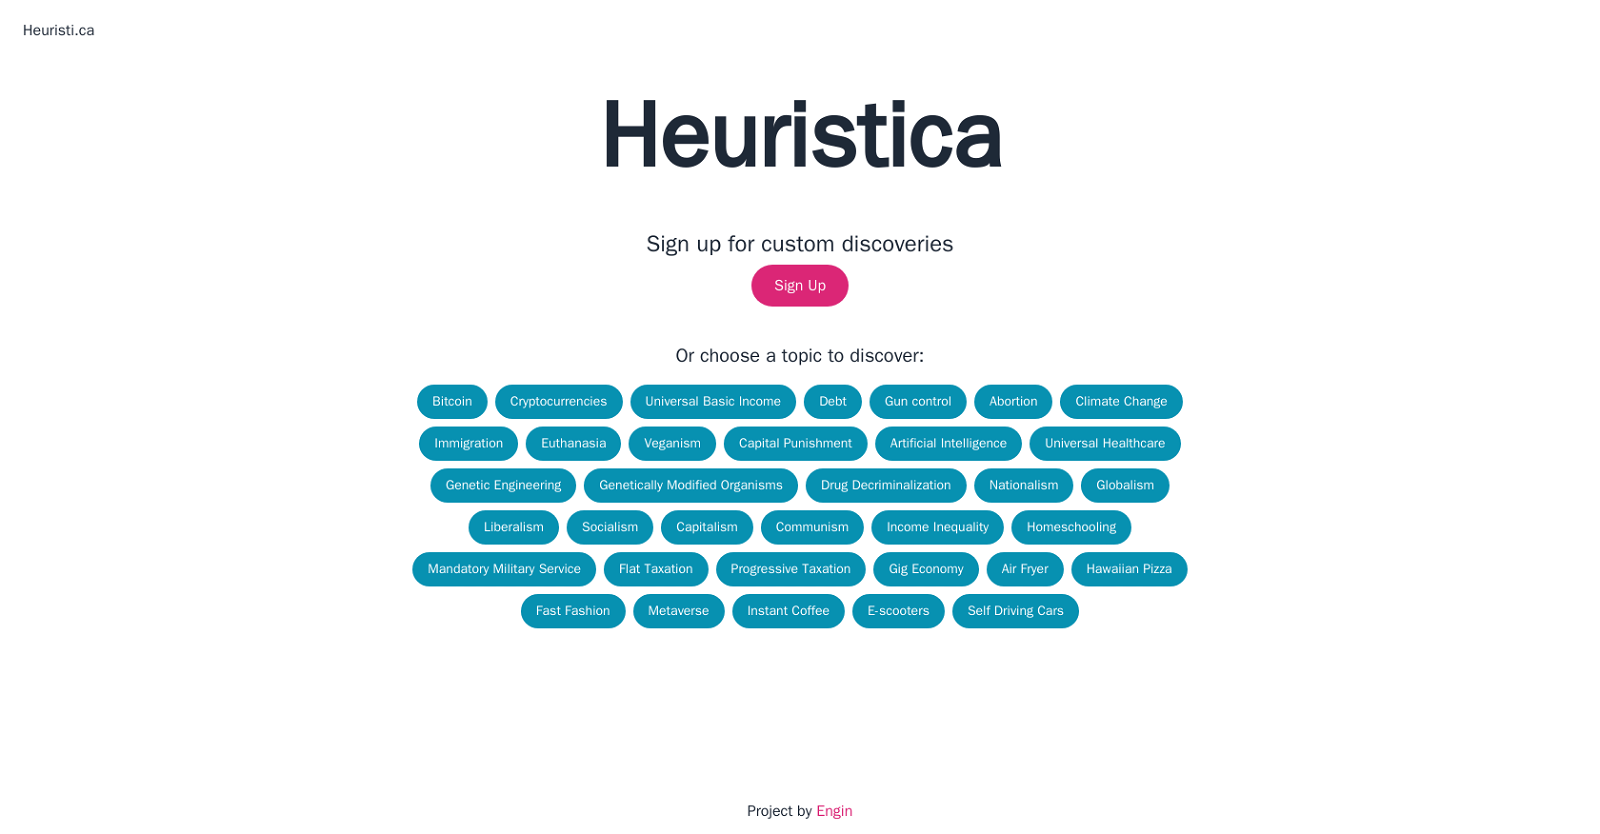 Heuristi.ca
Heuristica
Sign up for custom discoveries
Sign Up
Or choose a topic to discover:
Bitcoin Cryptocurrencies Universal Basic Income Debt Gun control Abortion Climate Change
Immigration Euthanasia Veganism Capital Punishment Artificial Intelligence Universal Healthcare
Genetic Engineering Genetically Modified Organisms Drug Decriminalization Nationalism Globalism
Liberalism Socialism Capitalism Communism Income Inequality Homeschooling
Mandatory Military Service Flat Taxation Progressive Taxation Gig Economy Air Fryer Hawaiian Pizza
Fast Fashion Metaverse Instant Coffee E-scooters Self Driving Cars
Project by Engin